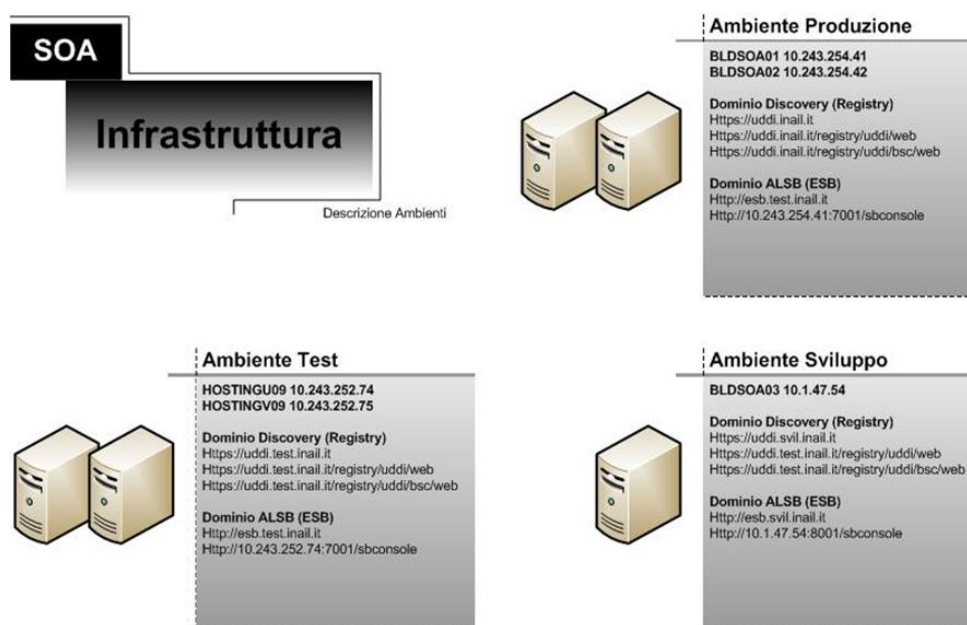 SOA
Infrastruttura
Descrizione Ambienti
Ambiente Produzione
BLDSOA01 10.243.254.41
BLDSOA02 10.243.254.42
Dominio Discovery (Registry)
Https://uddi.inail.it
Https://uddi.inail.it/registry/uddi/web
Https://uddi.inail.it/registry/uddi/bsc/web
Dominio ALSB (ESB)
Http://esb.test.inail.it
Http://10.243.254.41:7001/sbconsole
Ambiente Test
HOSTINGU09 10.243.252.74
HOSTINGV09 10.243.252.75
Dominio Discovery (Registry)
Https://uddi.test.inail.it
Https://uddi.test.inail.it/registry/uddi/web
Https://uddi.test.inail.it/registry/uddi/bsc/web
Dominio ALSB (ESB)
Http://esb.test.inail.it
Http://10.243.252.74:7001/sbconsole
Ambiente Sviluppo
BLDSOA03 10.1.47.54
Dominio Discovery (Registry)
Https://uddi.svil.inail.it
Https://uddi.test.inail.it/registry/uddi/web
Https://uddi.test.inail.it/registry/uddi/bsc/web
Dominio ALSB (ESB)
Http://esb.svil.inail.it
Http://10.1.47.54:8001/sbconsole